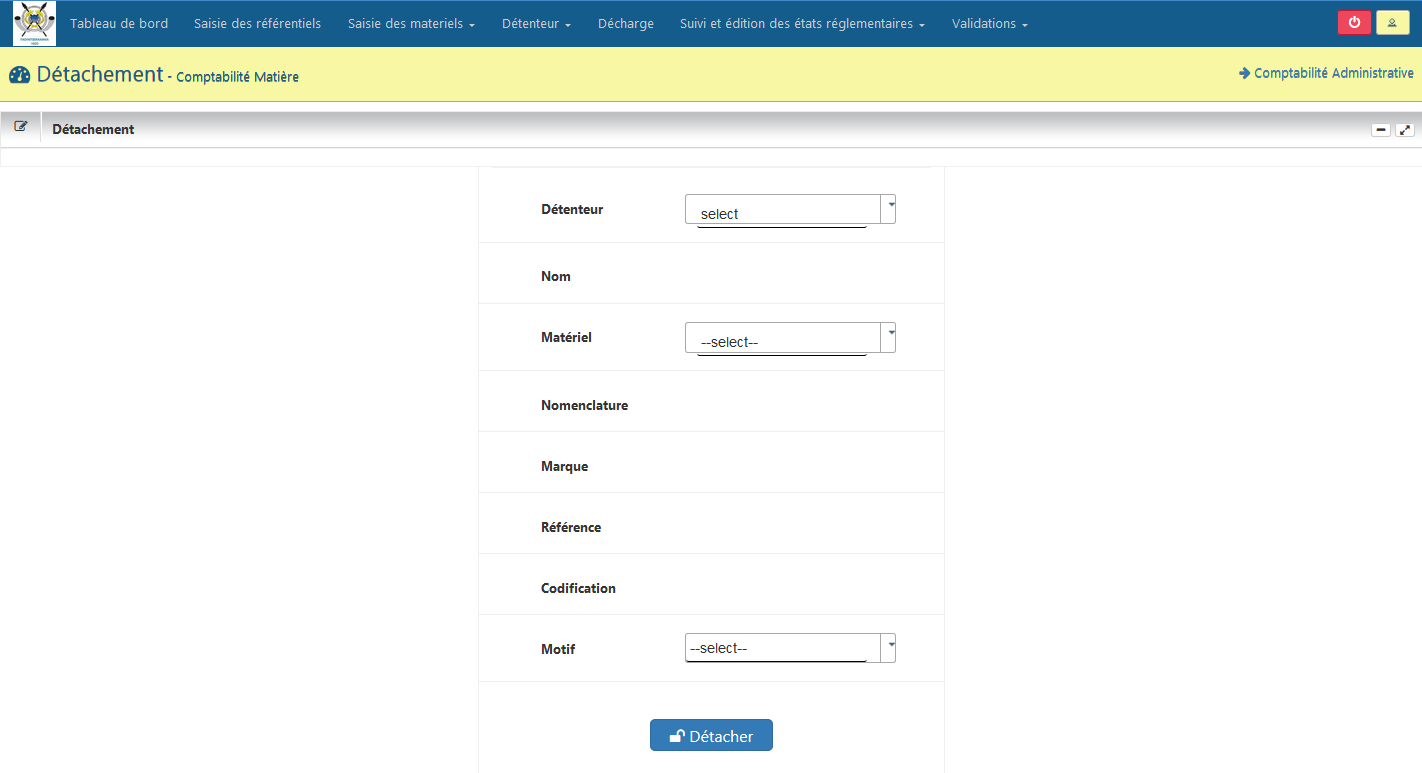 Tableau de bord Saisie des référentiels Saisie des materiels Détenteur Décharge Suivi et édition des états réglementaires Validations
Détachement - Comptabilité Matière Comptabilité Administrative
Détachement
Détenteur select
Nom
Matériel --select--
Nomenclature
Marque
Référence
Codification
Motif --select--
Détacher